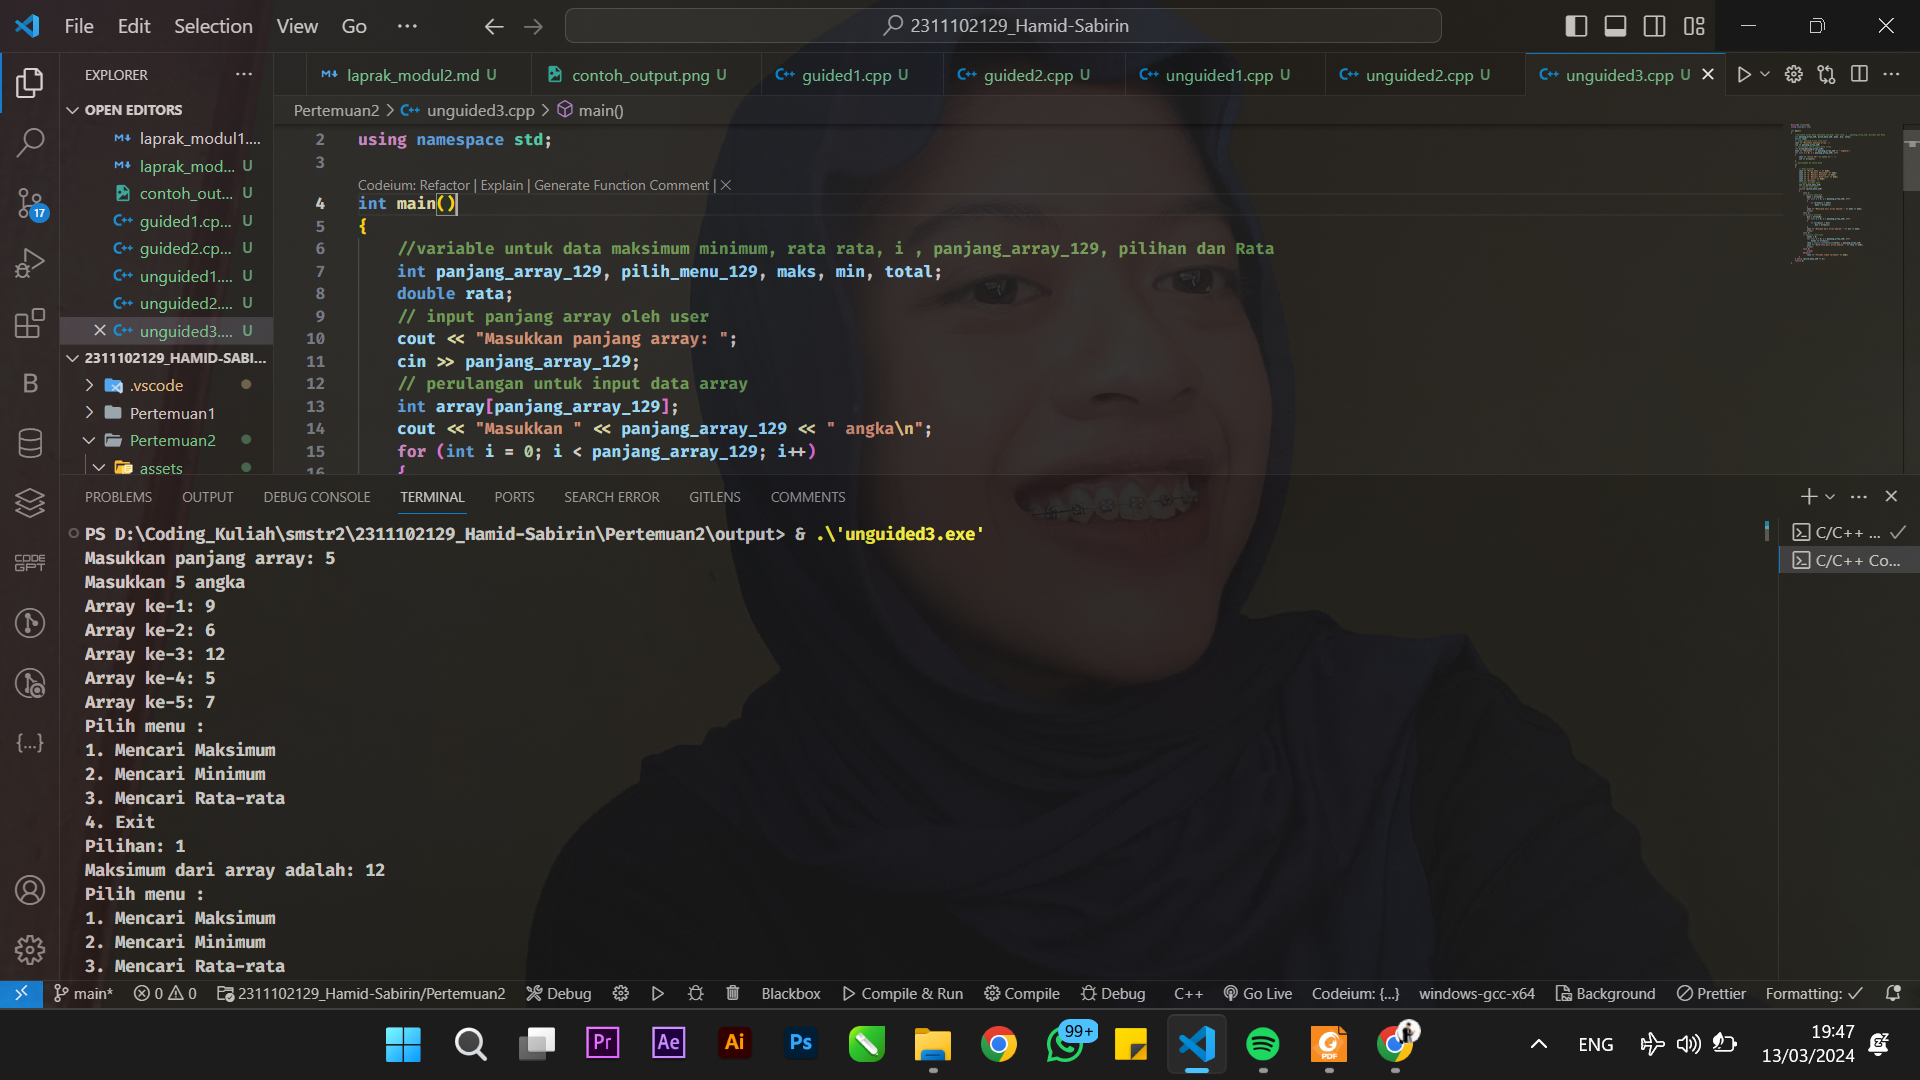 File Edit Selection View Go ··· 2311102129_Hamid-Sabirin
EXPLORER ···
laprak_modul2.md U contoh_output.png U guided1.cpp U guided2.cpp U unguided1.cpp U unguided2.cpp U unguided3.cpp U
OPEN EDITORS
laprak_modul1....
laprak_mod... U
contoh_out... U
guided1.cp... U
guided2.cp... U
unguided1.... U
unguided2.... U
unguided3.... U
2311102129_HAMID-SABI...
.vscode
Pertemuan1
Pertemuan2
assets
17
B
CODE
GPT
{...}
Pertemuan2 > unguided3.cpp > main()
2 using namespace std;
3
Codeium: Refactor | Explain | Generate Function Comment | X
4 int main()
5 {
6 //variable untuk data maksimum minimum, rata rata, i , panjang_array_129, pilihan dan Rata
7 int panjang_array_129, pilih_menu_129, maks, min, total;
8 double rata;
9 // input panjang array oleh user
10 cout << "Masukkan panjang array: ";
11 cin >> panjang_array_129;
12 // perulangan untuk input data array
13 int array[panjang_array_129];
14 cout << "Masukkan " << panjang_array_129 << " angka\n";
15 for (int i = 0; i < panjang_array_129; i++)
16 {
PROBLEMS OUTPUT DEBUG CONSOLE TERMINAL PORTS SEARCH ERROR GITLENS COMMENTS
C/C++ ...
C/C++ Co...
PS D:\Coding_Kuliah\smstr2\2311102129_Hamid-Sabirin\Pertemuan2\output> & .\'unguided3.exe'
Masukkan panjang array: 5
Masukkan 5 angka
Array ke-1: 9
Array ke-2: 6
Array ke-3: 12
Array ke-4: 5
Array ke-5: 7
Pilih menu :
1. Mencari Maksimum
2. Mencari Minimum
3. Mencari Rata-rata
4. Exit
Pilihan: 1
Maksimum dari array adalah: 12
Pilih menu :
1. Mencari Maksimum
2. Mencari Minimum
3. Mencari Rata-rata
main* 0 0 2311102129_Hamid-Sabirin/Pertemuan2 Debug Blackbox Compile & Run Compile Debug C++ Go Live Codeium: {...} windows-gcc-x64 Background Prettier Formatting:
Pr Ae Ai Ps 99+ PDF ENG 19:47
13/03/2024